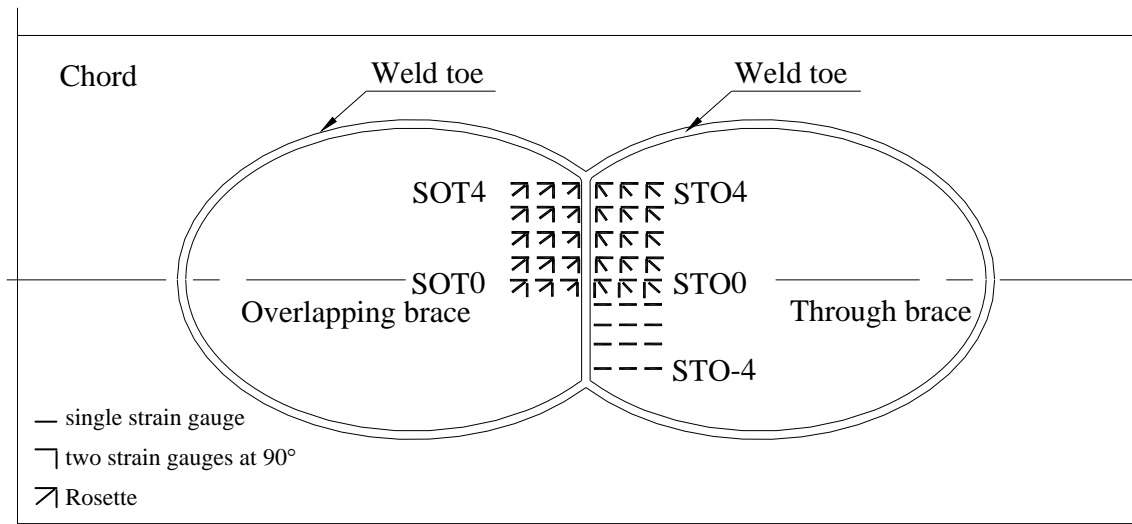 Chord
Weld toe
Weld toe
SOT4
STO4
SOT0
STO0
Overlapping brace
Through brace
STO-4
single strain gauge
two strain gauges at 90°
Rosette